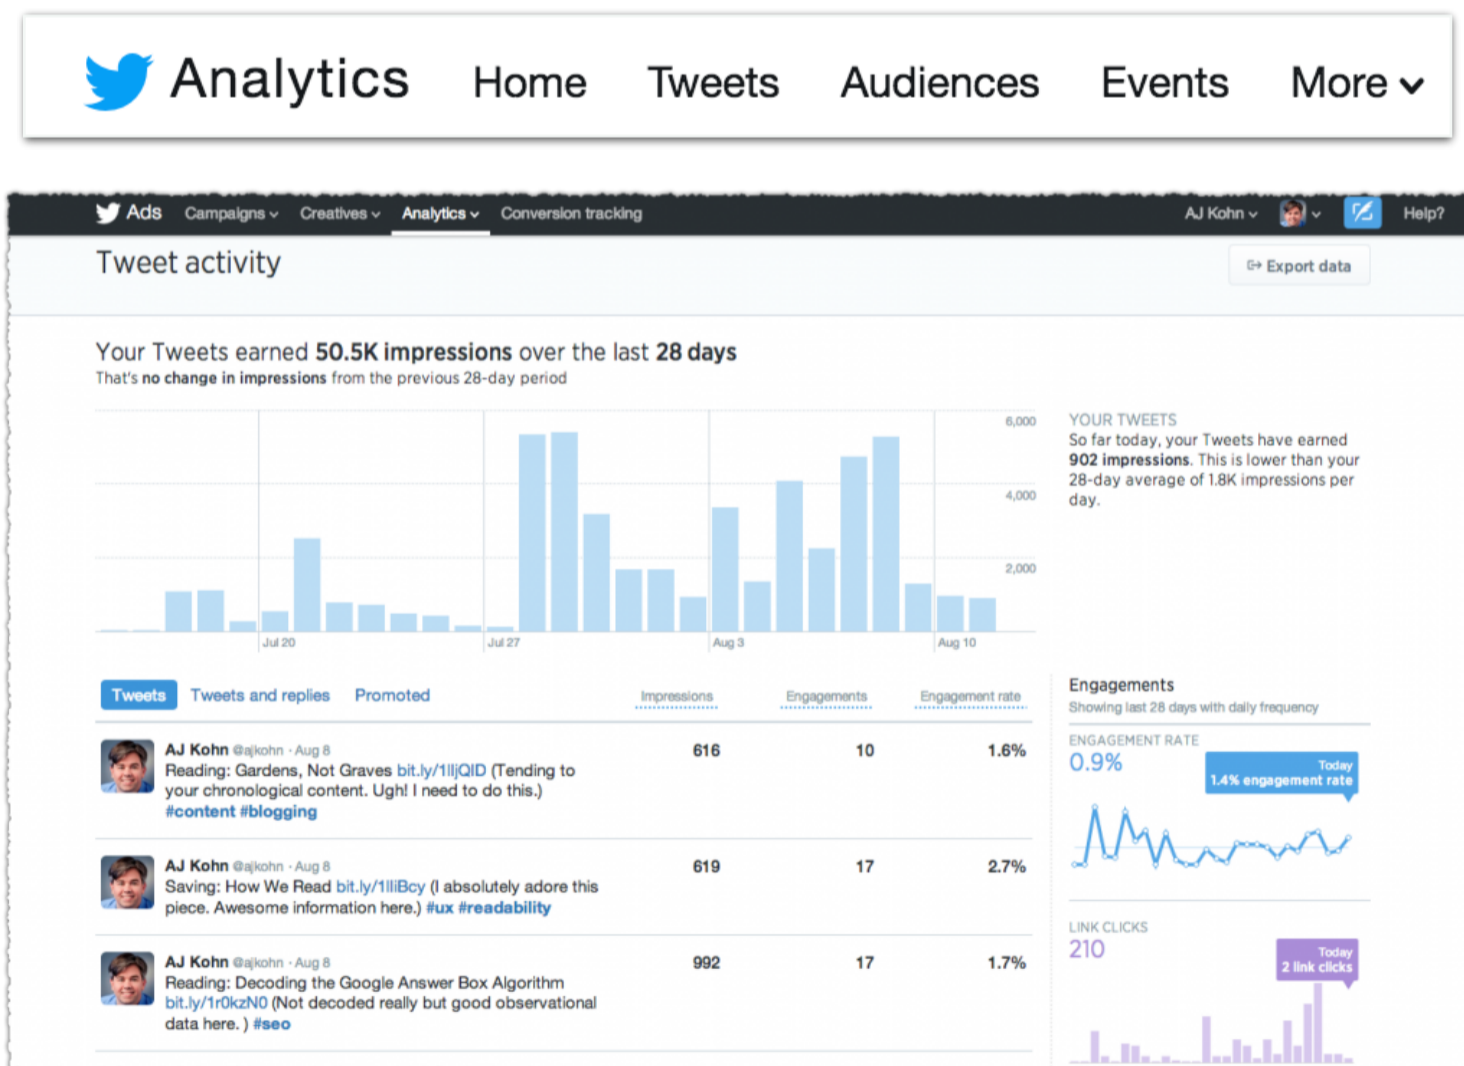 Analytics Home Tweets Audiences Events More
Ads Campaigns Creatives Analytics Conversion tracking AJ Kohn Help?
Tweet activity
Export data
Your Tweets earned 50.5K impressions over the last 28 days
That's no change in impressions from the previous 28-day period
6,000
4,000
2,000
Jul 20 Jul 27 Aug 3 Aug 10
YOUR TWEETS
So far today, your Tweets have earned
902 impressions. This is lower than your
28-day average of 1.8K impressions per
day.
Tweets Tweets and replies Promoted Impressions Engagements Engagement rate
AJ Kohn @ajkohn · Aug 8 616 10 1.6%
Reading: Gardens, Not Graves bit.ly/1lIjQID (Tending to
your chronological content. Ugh! I need to do this.)
#content #blogging
AJ Kohn @ajkohn · Aug 8 619 17 2.7%
Saving: How We Read bit.ly/1lIiBcy (I absolutely adore this
piece. Awesome information here.) #ux #readability
AJ Kohn @ajkohn · Aug 8 992 17 1.7%
Reading: Decoding the Google Answer Box Algorithm
bit.ly/1r0kzN0 (Not decoded really but good observational
data here. ) #seo
Engagements
Showing last 28 days with daily frequency
ENGAGEMENT RATE
0.9%
Today
1.4% engagement rate
LINK CLICKS
210
Today
2 link clicks